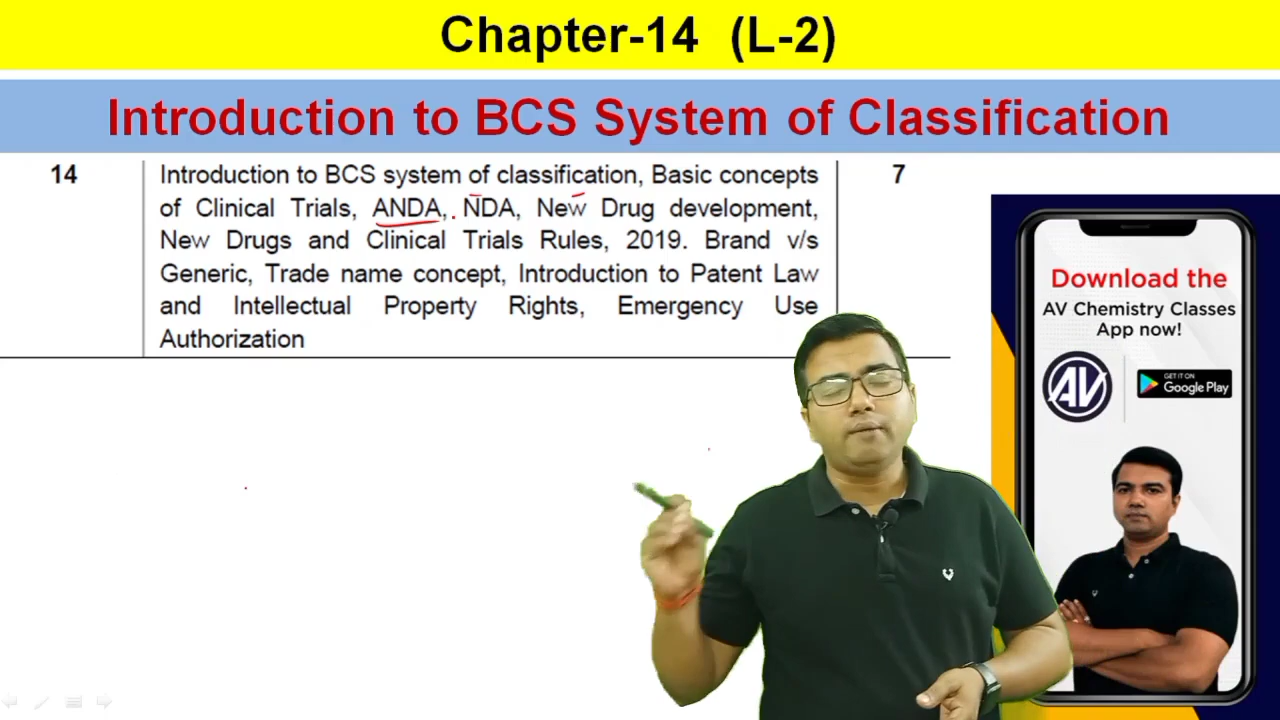 Chapter-14 (L-2)
Introduction to BCS System of Classification
14
Introduction to BCS system of classification, Basic concepts
of Clinical Trials, ANDA, NDA, New Drug development,
New Drugs and Clinical Trials Rules, 2019. Brand v/s
Generic, Trade name concept, Introduction to Patent Law
and Intellectual Property Rights, Emergency Use
Authorization
7
Download the
AV Chemistry Classes
App now!
AV
GET IT ON
Google Play